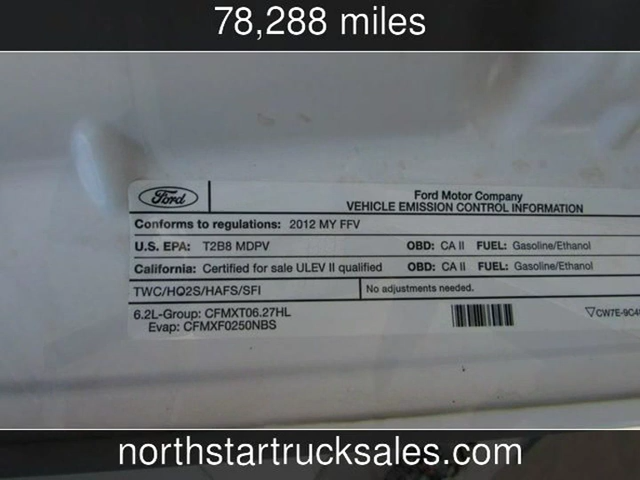 78,288 miles
Ford
Ford Motor Company
VEHICLE EMISSION CONTROL INFORMATION
Conforms to regulations: 2012 MY FFV
U.S. EPA: T2B8 MDPV OBD: CA II FUEL: Gasoline/Ethanol
California: Certified for sale ULEV II qualified OBD: CA II FUEL: Gasoline/Ethanol
TWC/HO2S/HAFS/SFI No adjustments needed.
6.2L-Group: CFMXT06.27HL
Evap: CFMXF0250NBS
northstartrucksales.com